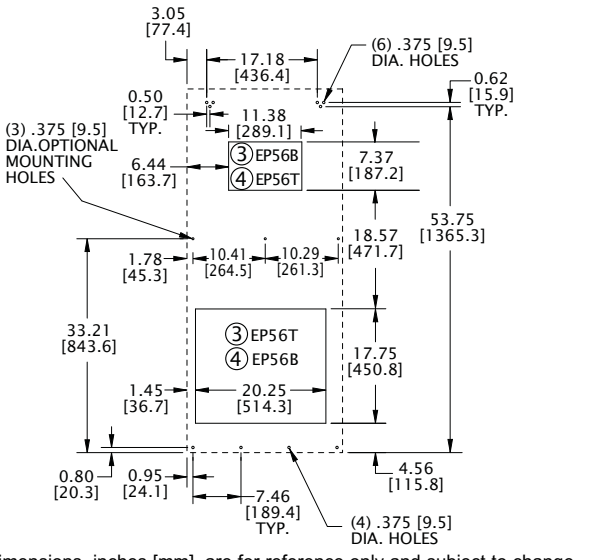 3.05
[77.4]
17.18
[436.4]
(6) .375 [9.5]
DIA. HOLES
0.62
[15.9]
TYP.
0.50
[12.7]
TYP.
11.38
[289.1]
(3) .375 [9.5]
DIA.OPTIONAL
MOUNTING
HOLES
6.44
[163.7]
3 EP56B
4 EP56T
7.37
[187.2]
53.75
[1365.3]
18.57
[471.7]
1.78
[45.3]
10.41
[264.5]
10.29
[261.3]
33.21
[843.6]
3 EP56T
4 EP56B
17.75
[450.8]
1.45
[36.7]
20.25
[514.3]
0.80
[20.3]
0.95
[24.1]
7.46
[189.4]
TYP.
4.56
[115.8]
(4) .375 [9.5]
DIA. HOLES